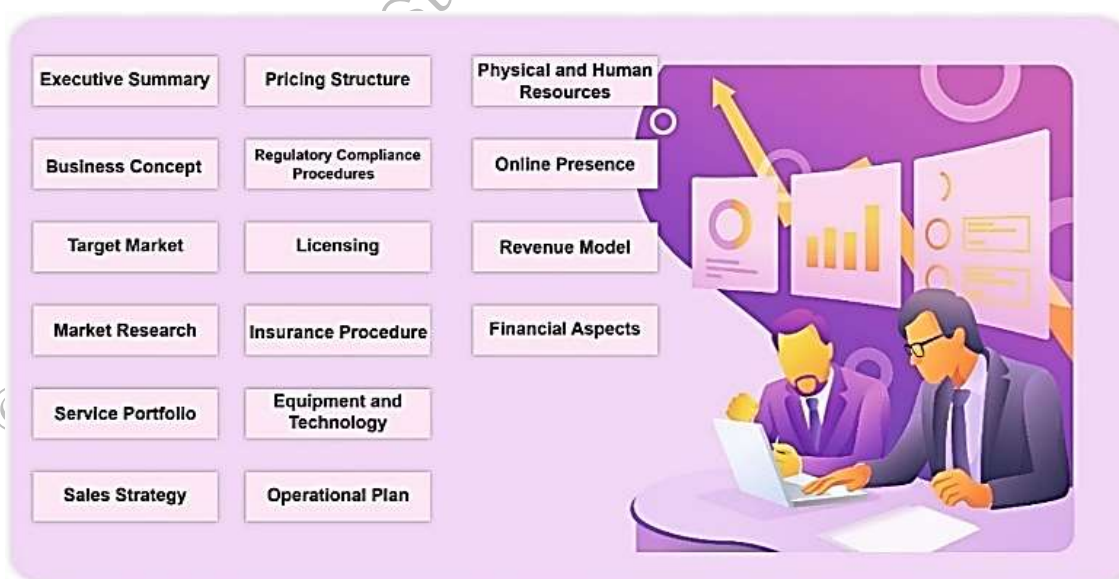 Executive Summary
Business Concept
Target Market
Market Research
Service Portfolio
Sales Strategy
Pricing Structure
Regulatory Compliance
Procedures
Licensing
Insurance Procedure
Equipment and
Technology
Operational Plan
Physical and Human
Resources
Online Presence
Revenue Model
Financial Aspects